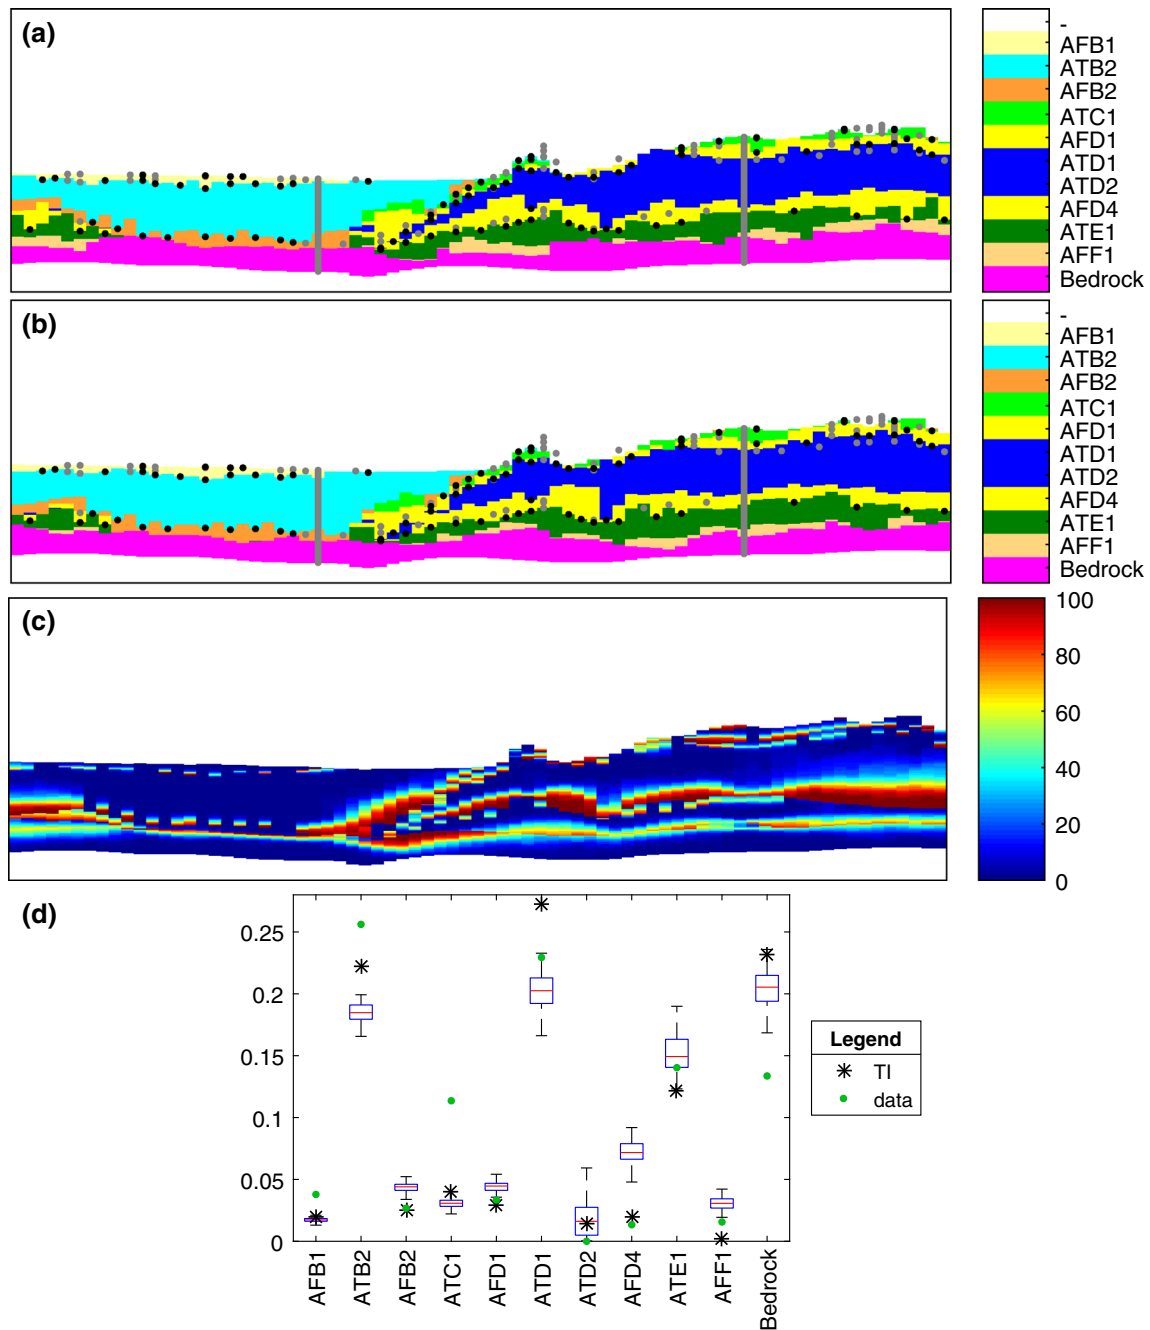 (a)
-
AFB1
ATB2
AFB2
ATC1
AFD1
ATD1
ATD2
AFD4
ATE1
AFF1
Bedrock
(b)
-
AFB1
ATB2
AFB2
ATC1
AFD1
ATD1
ATD2
AFD4
ATE1
AFF1
Bedrock
(c)
100
80
60
40
20
0
(d)
0.25
0.2
0.15
0.1
0.05
0
AFB1
ATB2
AFB2
ATC1
AFD1
ATD1
ATD2
AFD4
ATE1
AFF1
Bedrock
Legend
TI
data